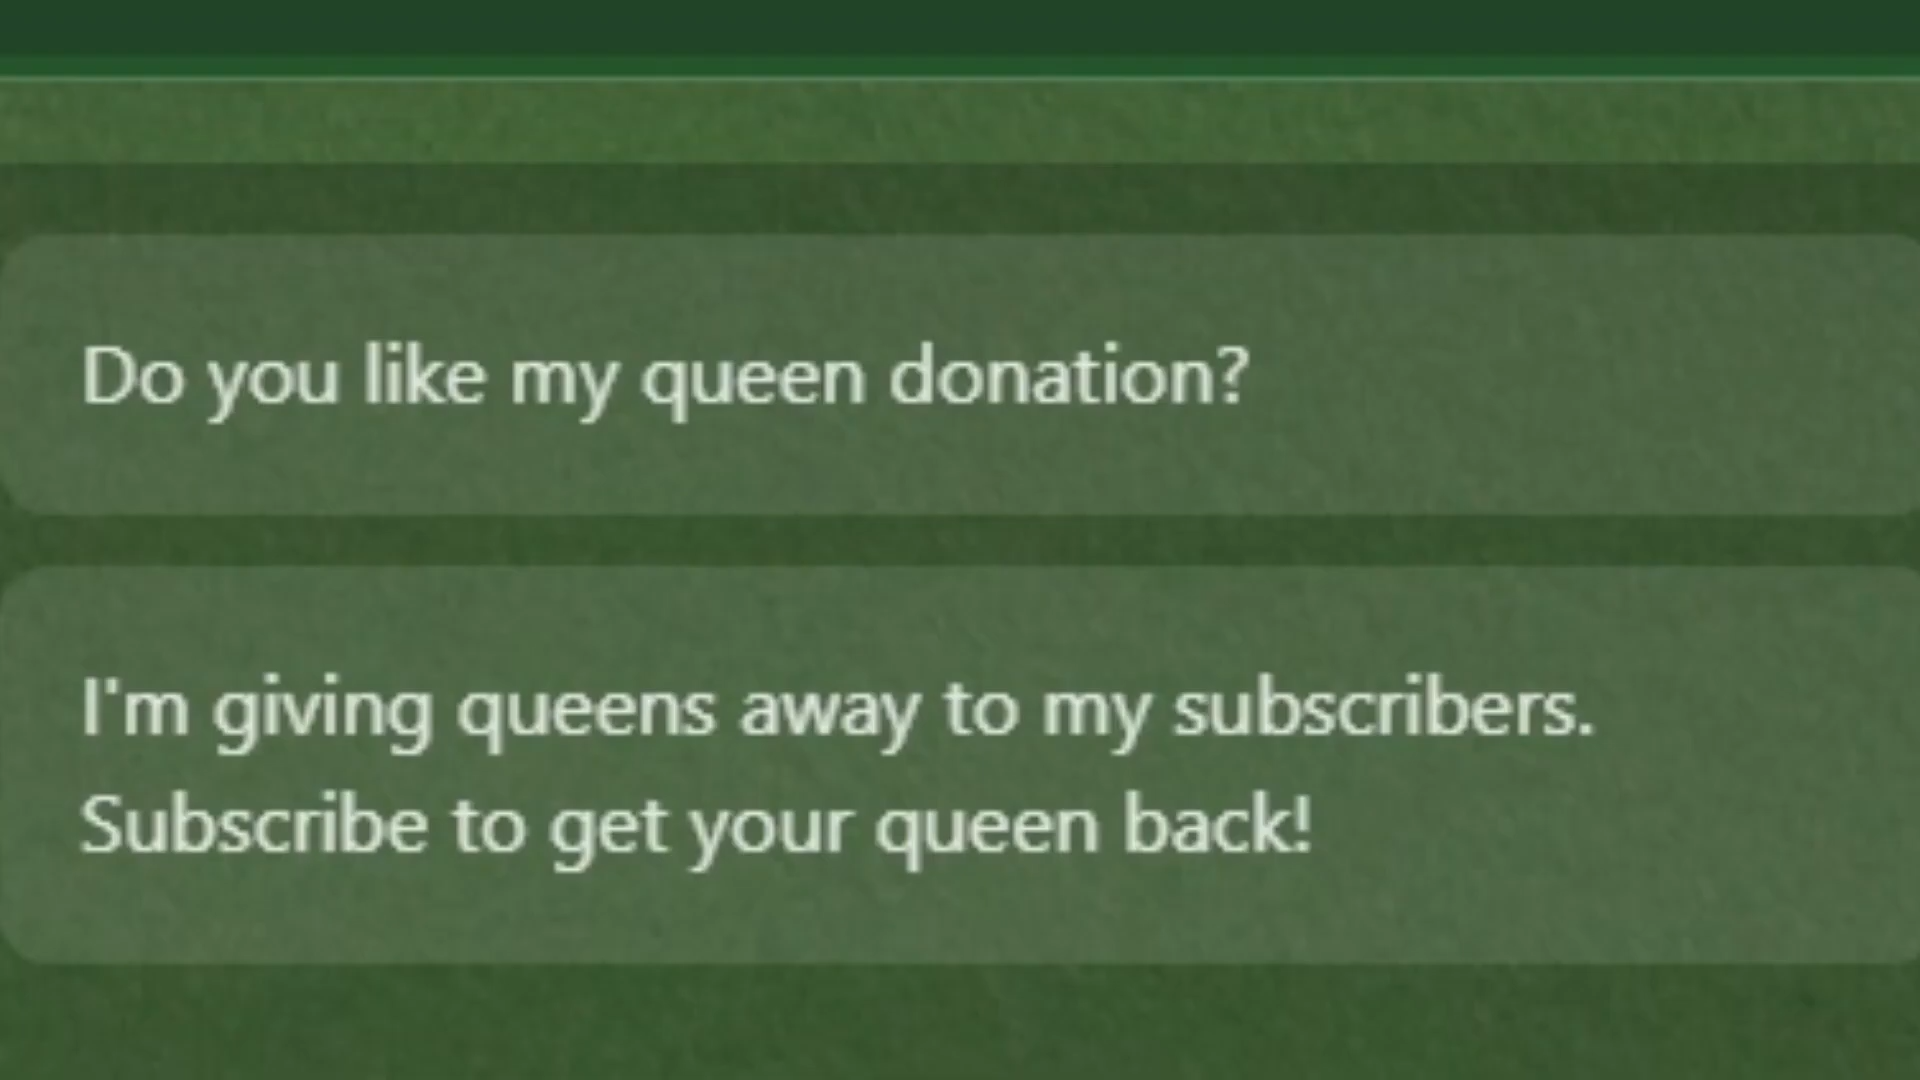 Do you like my queen donation?
I'm giving queens away to my subscribers.
Subscribe to get your queen back!